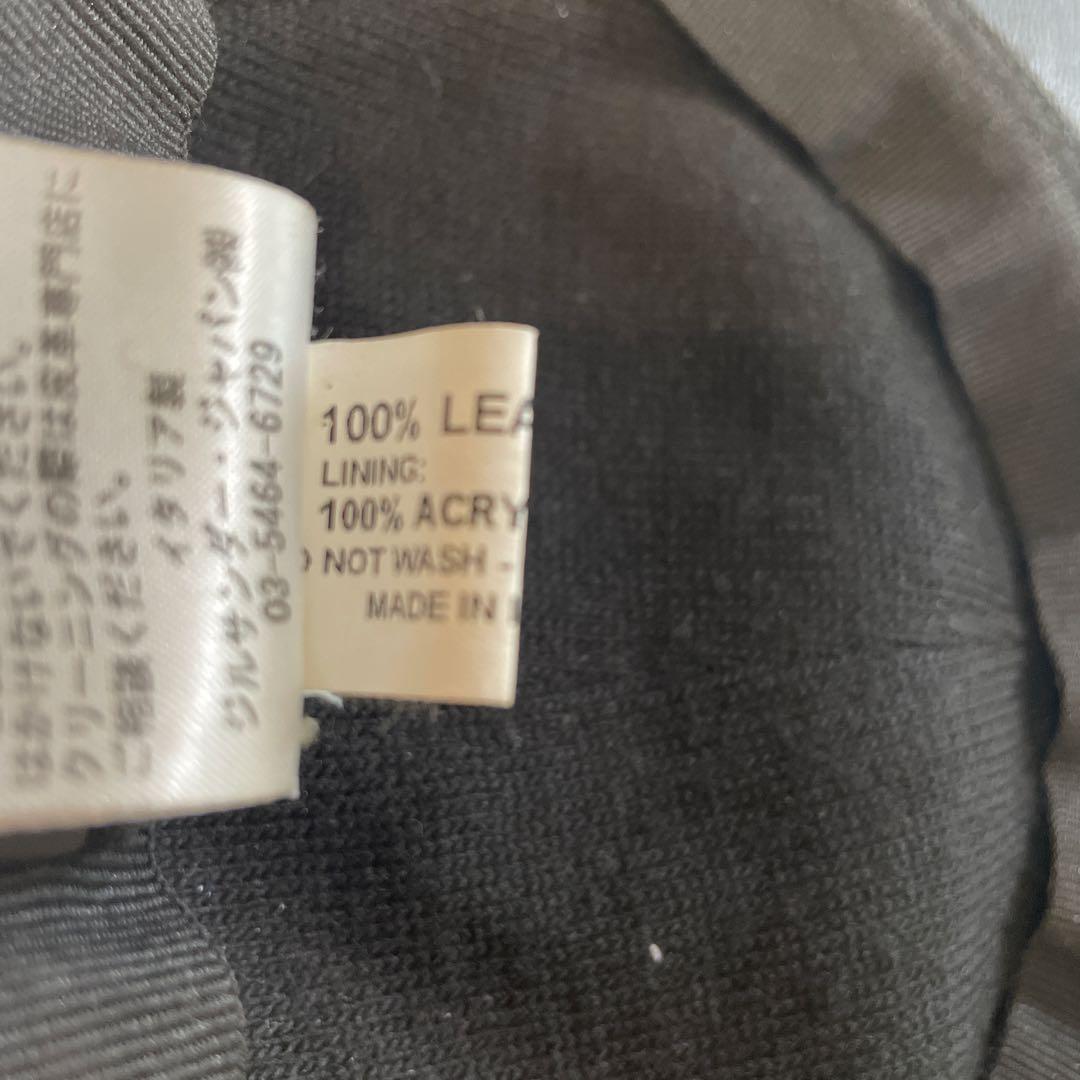 はかけないでください。
クリーニングの際は皮革専門店に
ご相談ください。
イタリア製
ジルサンダー・ジャパン㈱
03-5464-6729
100% LEA
LINING:
100% ACRY
NOT WASH -
MADE IN